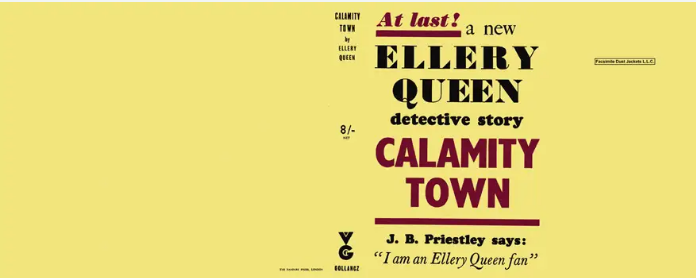 CALAMITY
TOWN
by
ELLERY
QUEEN
8/-
NET
VG
GOLLANCZ
At last! a new
ELLERY
QUEEN
detective story
CALAMITY
TOWN
J. B. Priestley says:
“I am an Ellery Queen fan”
Facsimile Dust Jackets L.L.C.